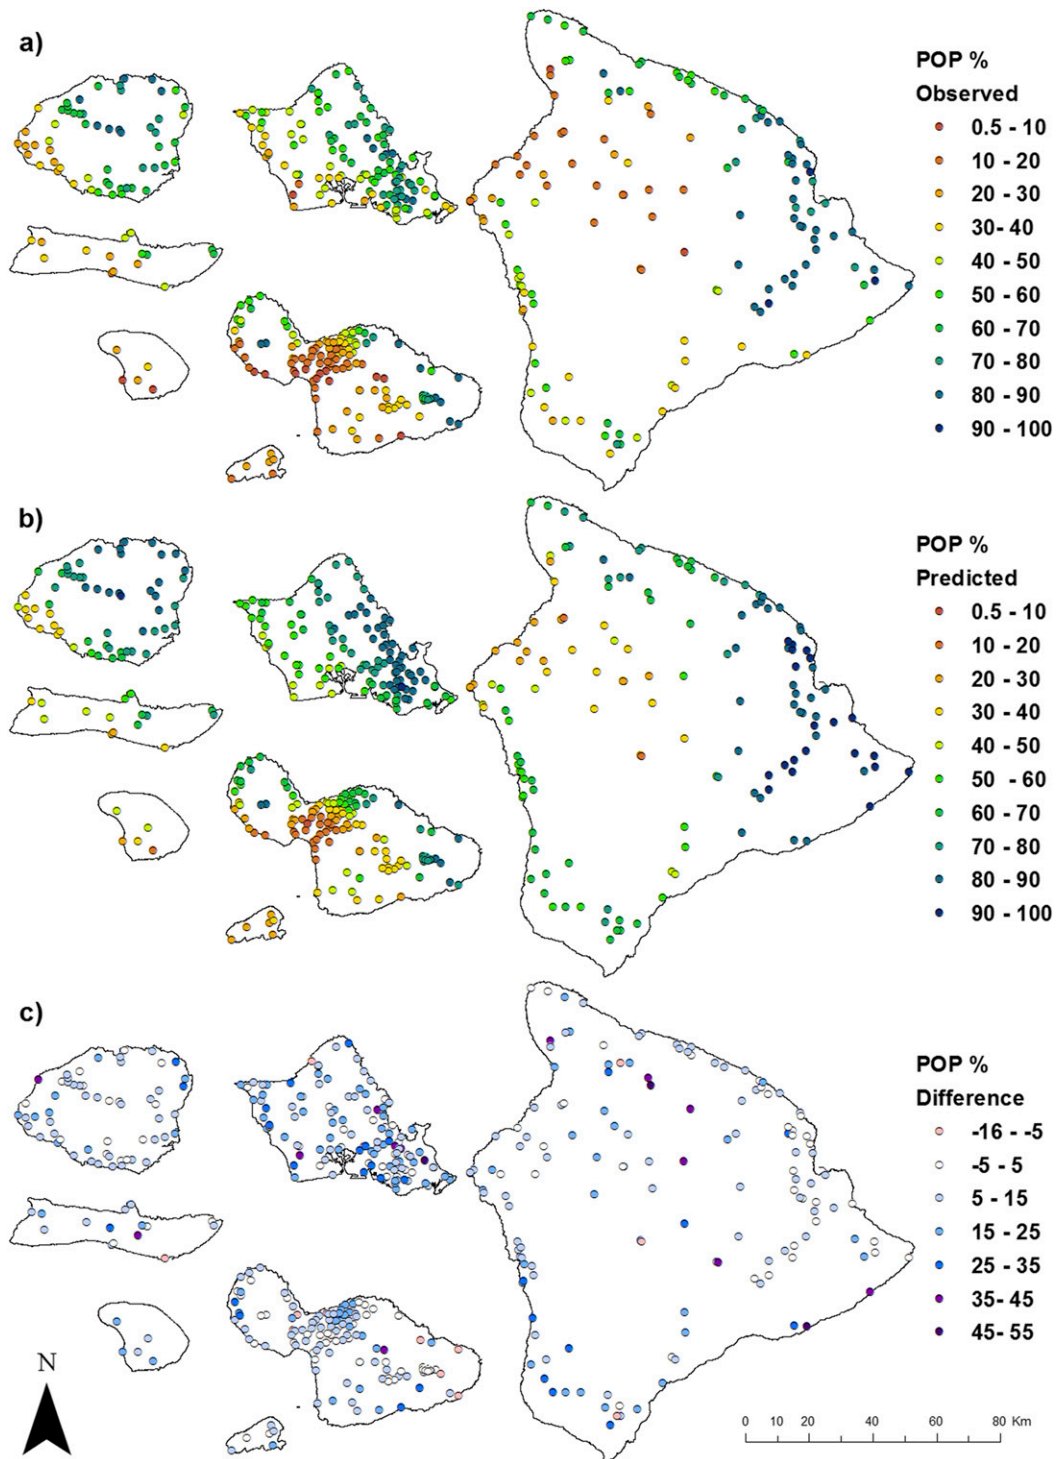 a)
POP %
Observed
0.5 - 10
10 - 20
20 - 30
30- 40
40 - 50
50 - 60
60 - 70
70 - 80
80 - 90
90 - 100
b)
POP %
Predicted
0.5 - 10
10 - 20
20 - 30
30 - 40
40 - 50
50 - 60
60 - 70
70 - 80
80 - 90
90 - 100
c)
POP %
Difference
-16 - -5
-5 - 5
5 - 15
15 - 25
25 - 35
35- 45
45- 55
N
0 10 20 40 60 80 Km